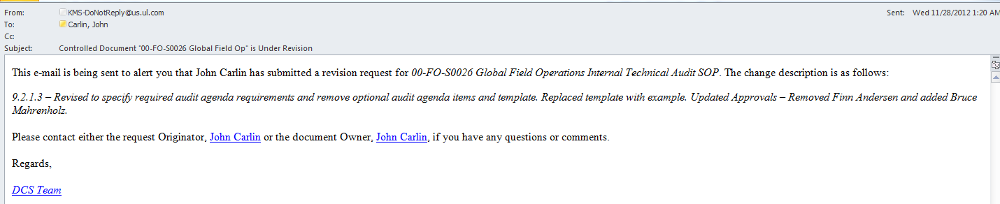 From: KMS-DoNotReply@us.ul.com Sent: Wed 11/28/2012 1:20 AM
To: Carlin, John
Cc:
Subject: Controlled Document "00-FO-S0026 Global Field Op" is Under Revision
This e-mail is being sent to alert you that John Carlin has submitted a revision request for 00-FO-S0026 Global Field Operations Internal Technical Audit SOP. The change description is as follows:
9.2.1.3 – Revised to specify required audit agenda requirements and remove optional audit agenda items and template. Replaced template with example. Updated Approvals – Removed Finn Andersen and added Bruce
Mahrenholz.
Please contact either the request Originator, John Carlin or the document Owner, John Carlin, if you have any questions or comments.
Regards,
DCS Team